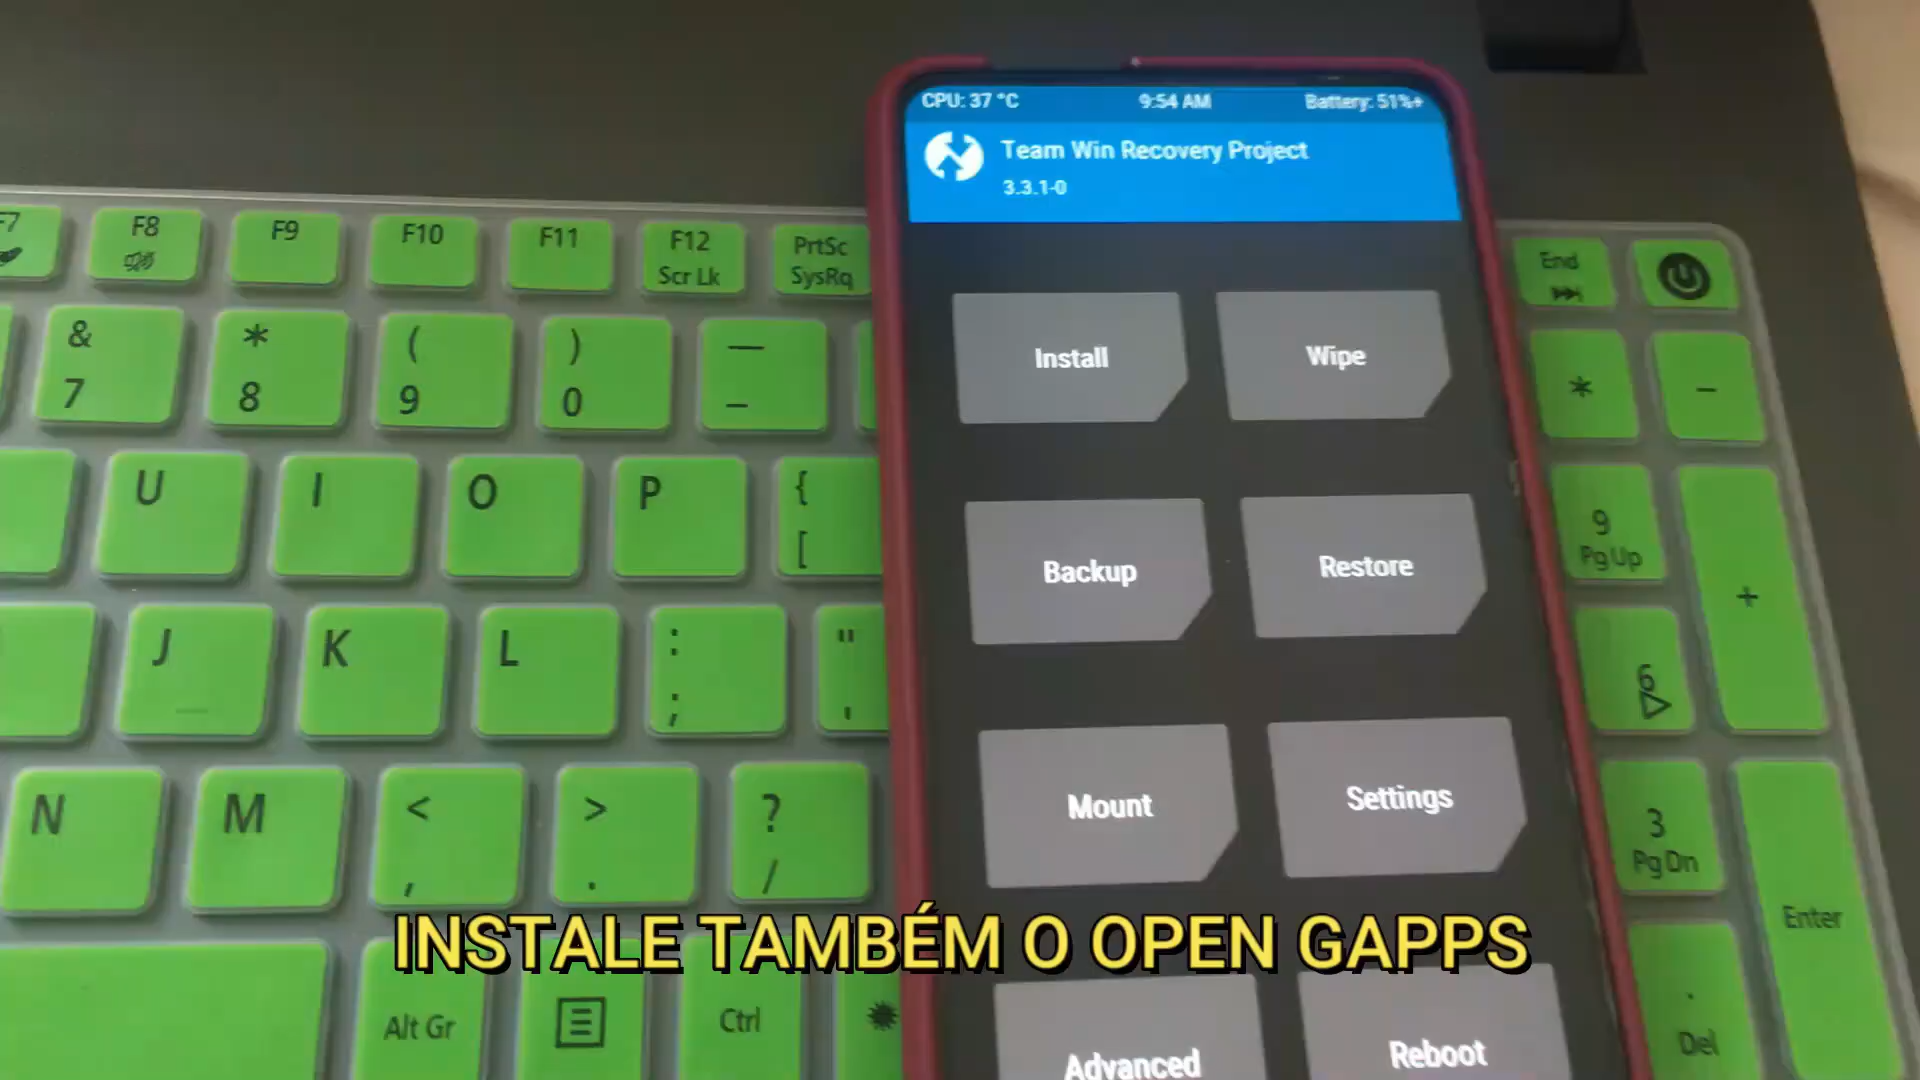 CPU: 37 °C 9:54 AM Battery: 51%+
Team Win Recovery Project
3.3.1-0
Install Wipe
Backup Restore
Mount Settings
Advanced Reboot
INSTALE TAMBÉM O OPEN GAPPS
F7 F8 F9 F10 F11 F12 PrtSc End
Scr Lk SysRq
& * ( ) —
7 8 9 0 – * -
U I O P { 9
[ Pg Up +
J K L : " 6
; '
N M < > ? 3
, . / Pg Dn
Enter
Alt Gr Ctrl .
Del